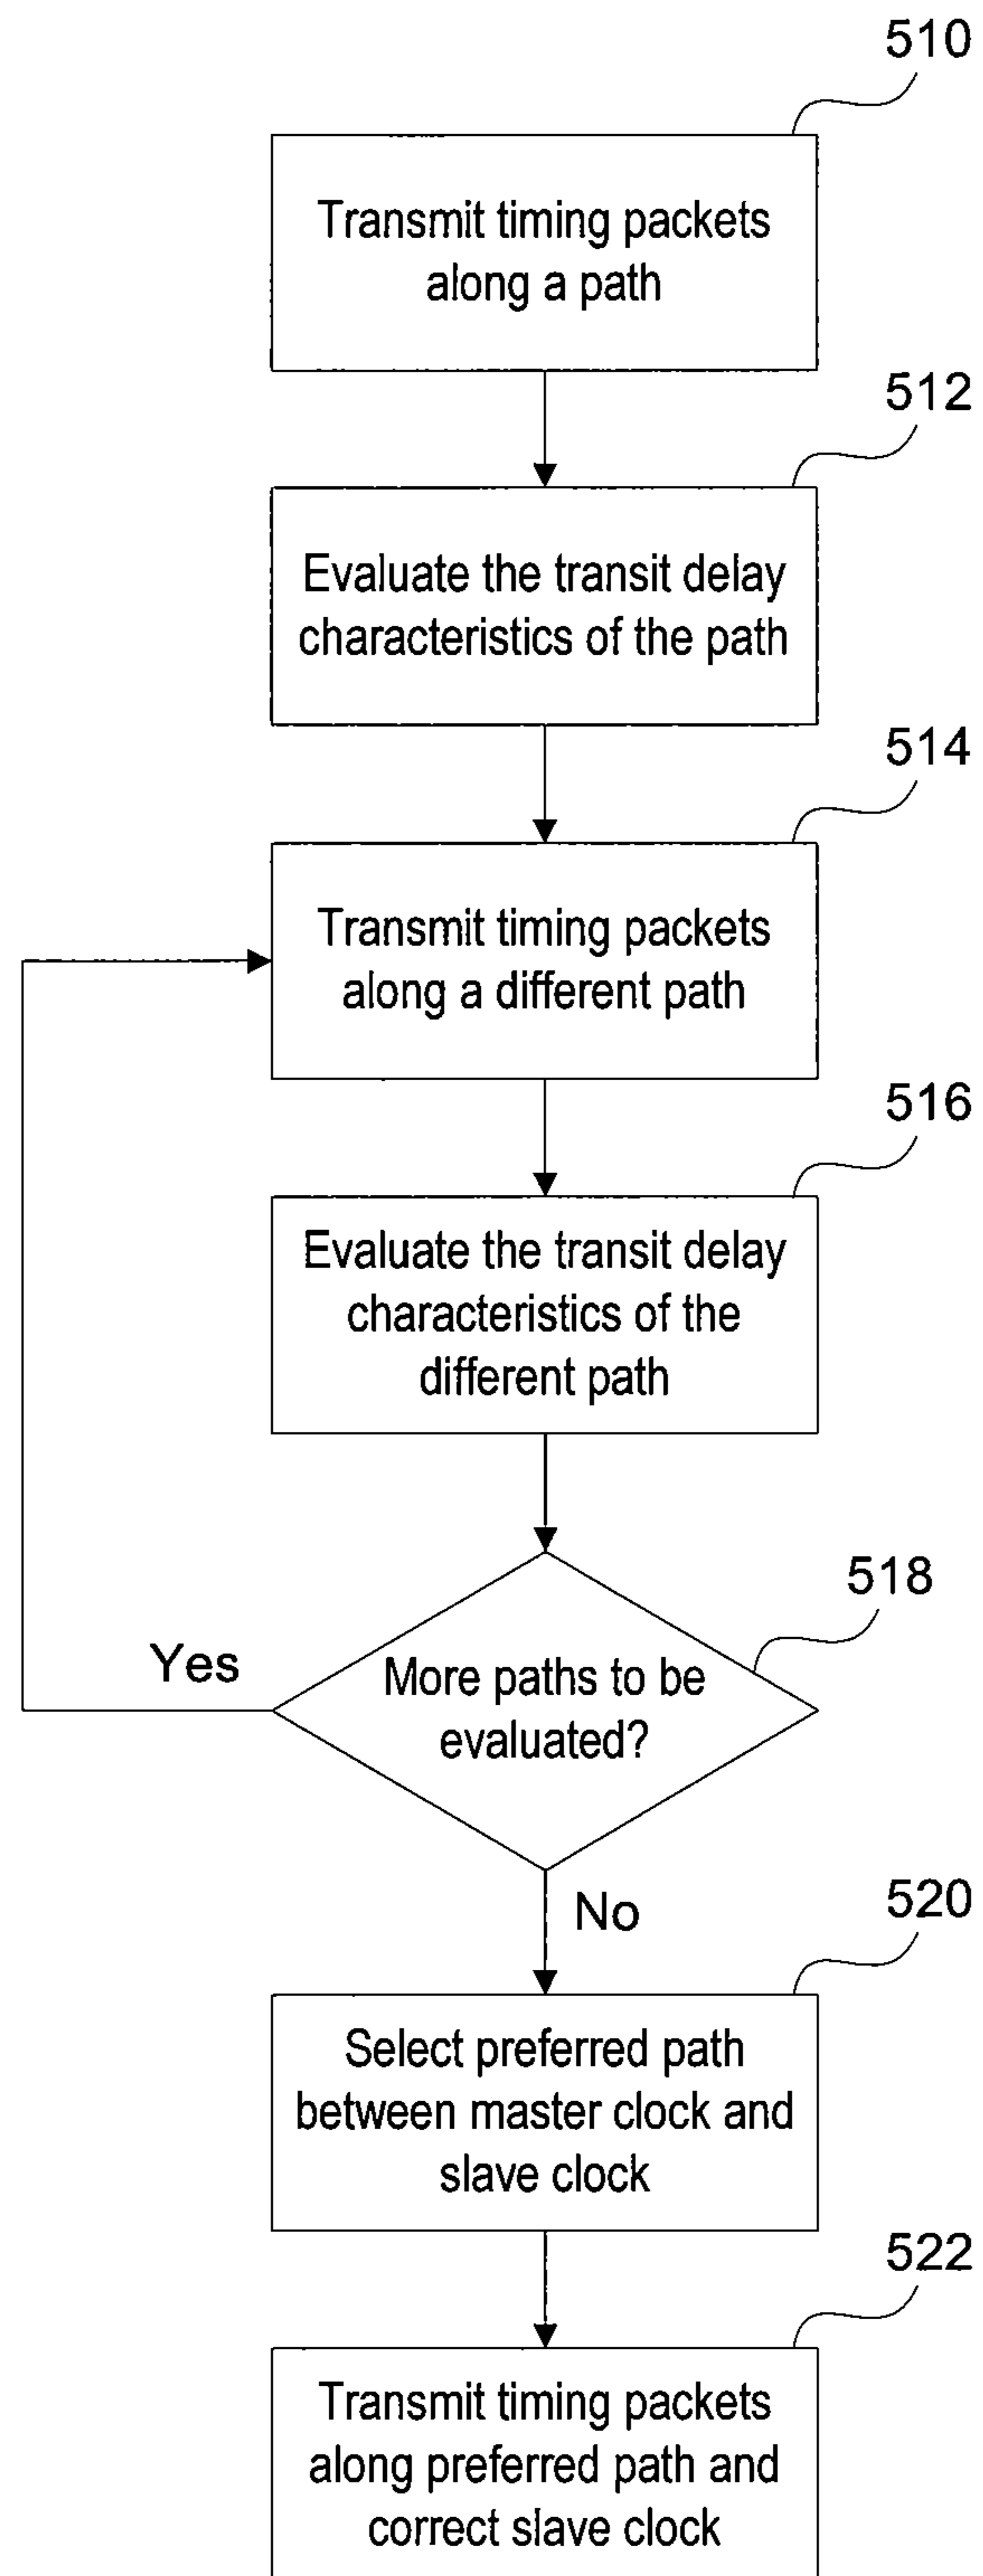 510
Transmit timing packets
along a path
512
Evaluate the transit delay
characteristics of the path
514
Transmit timing packets
along a different path
516
Evaluate the transit delay
characteristics of the
different path
518
Yes
More paths to be
evaluated?
No
520
Select preferred path
between master clock and
slave clock
522
Transmit timing packets
along preferred path and
correct slave clock